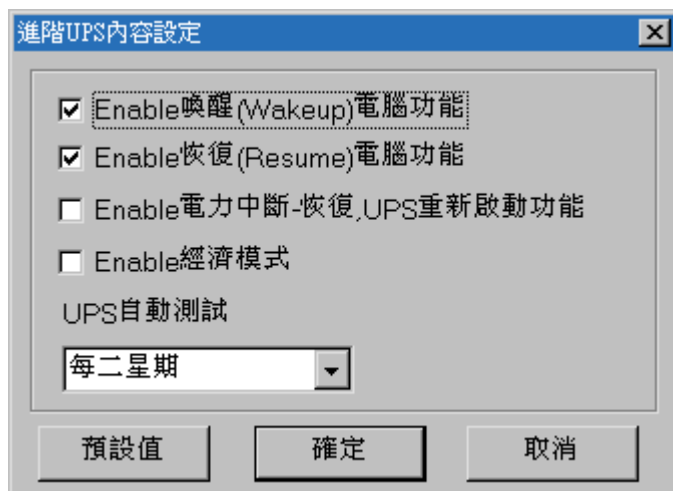 進階UPS內容設定
Enable喚醒(Wakeup)電腦功能
Enable恢復(Resume)電腦功能
Enable電力中斷-恢復,UPS重新啟動功能
Enable經濟模式
UPS自動測試
每二星期
預設值 確定 取消